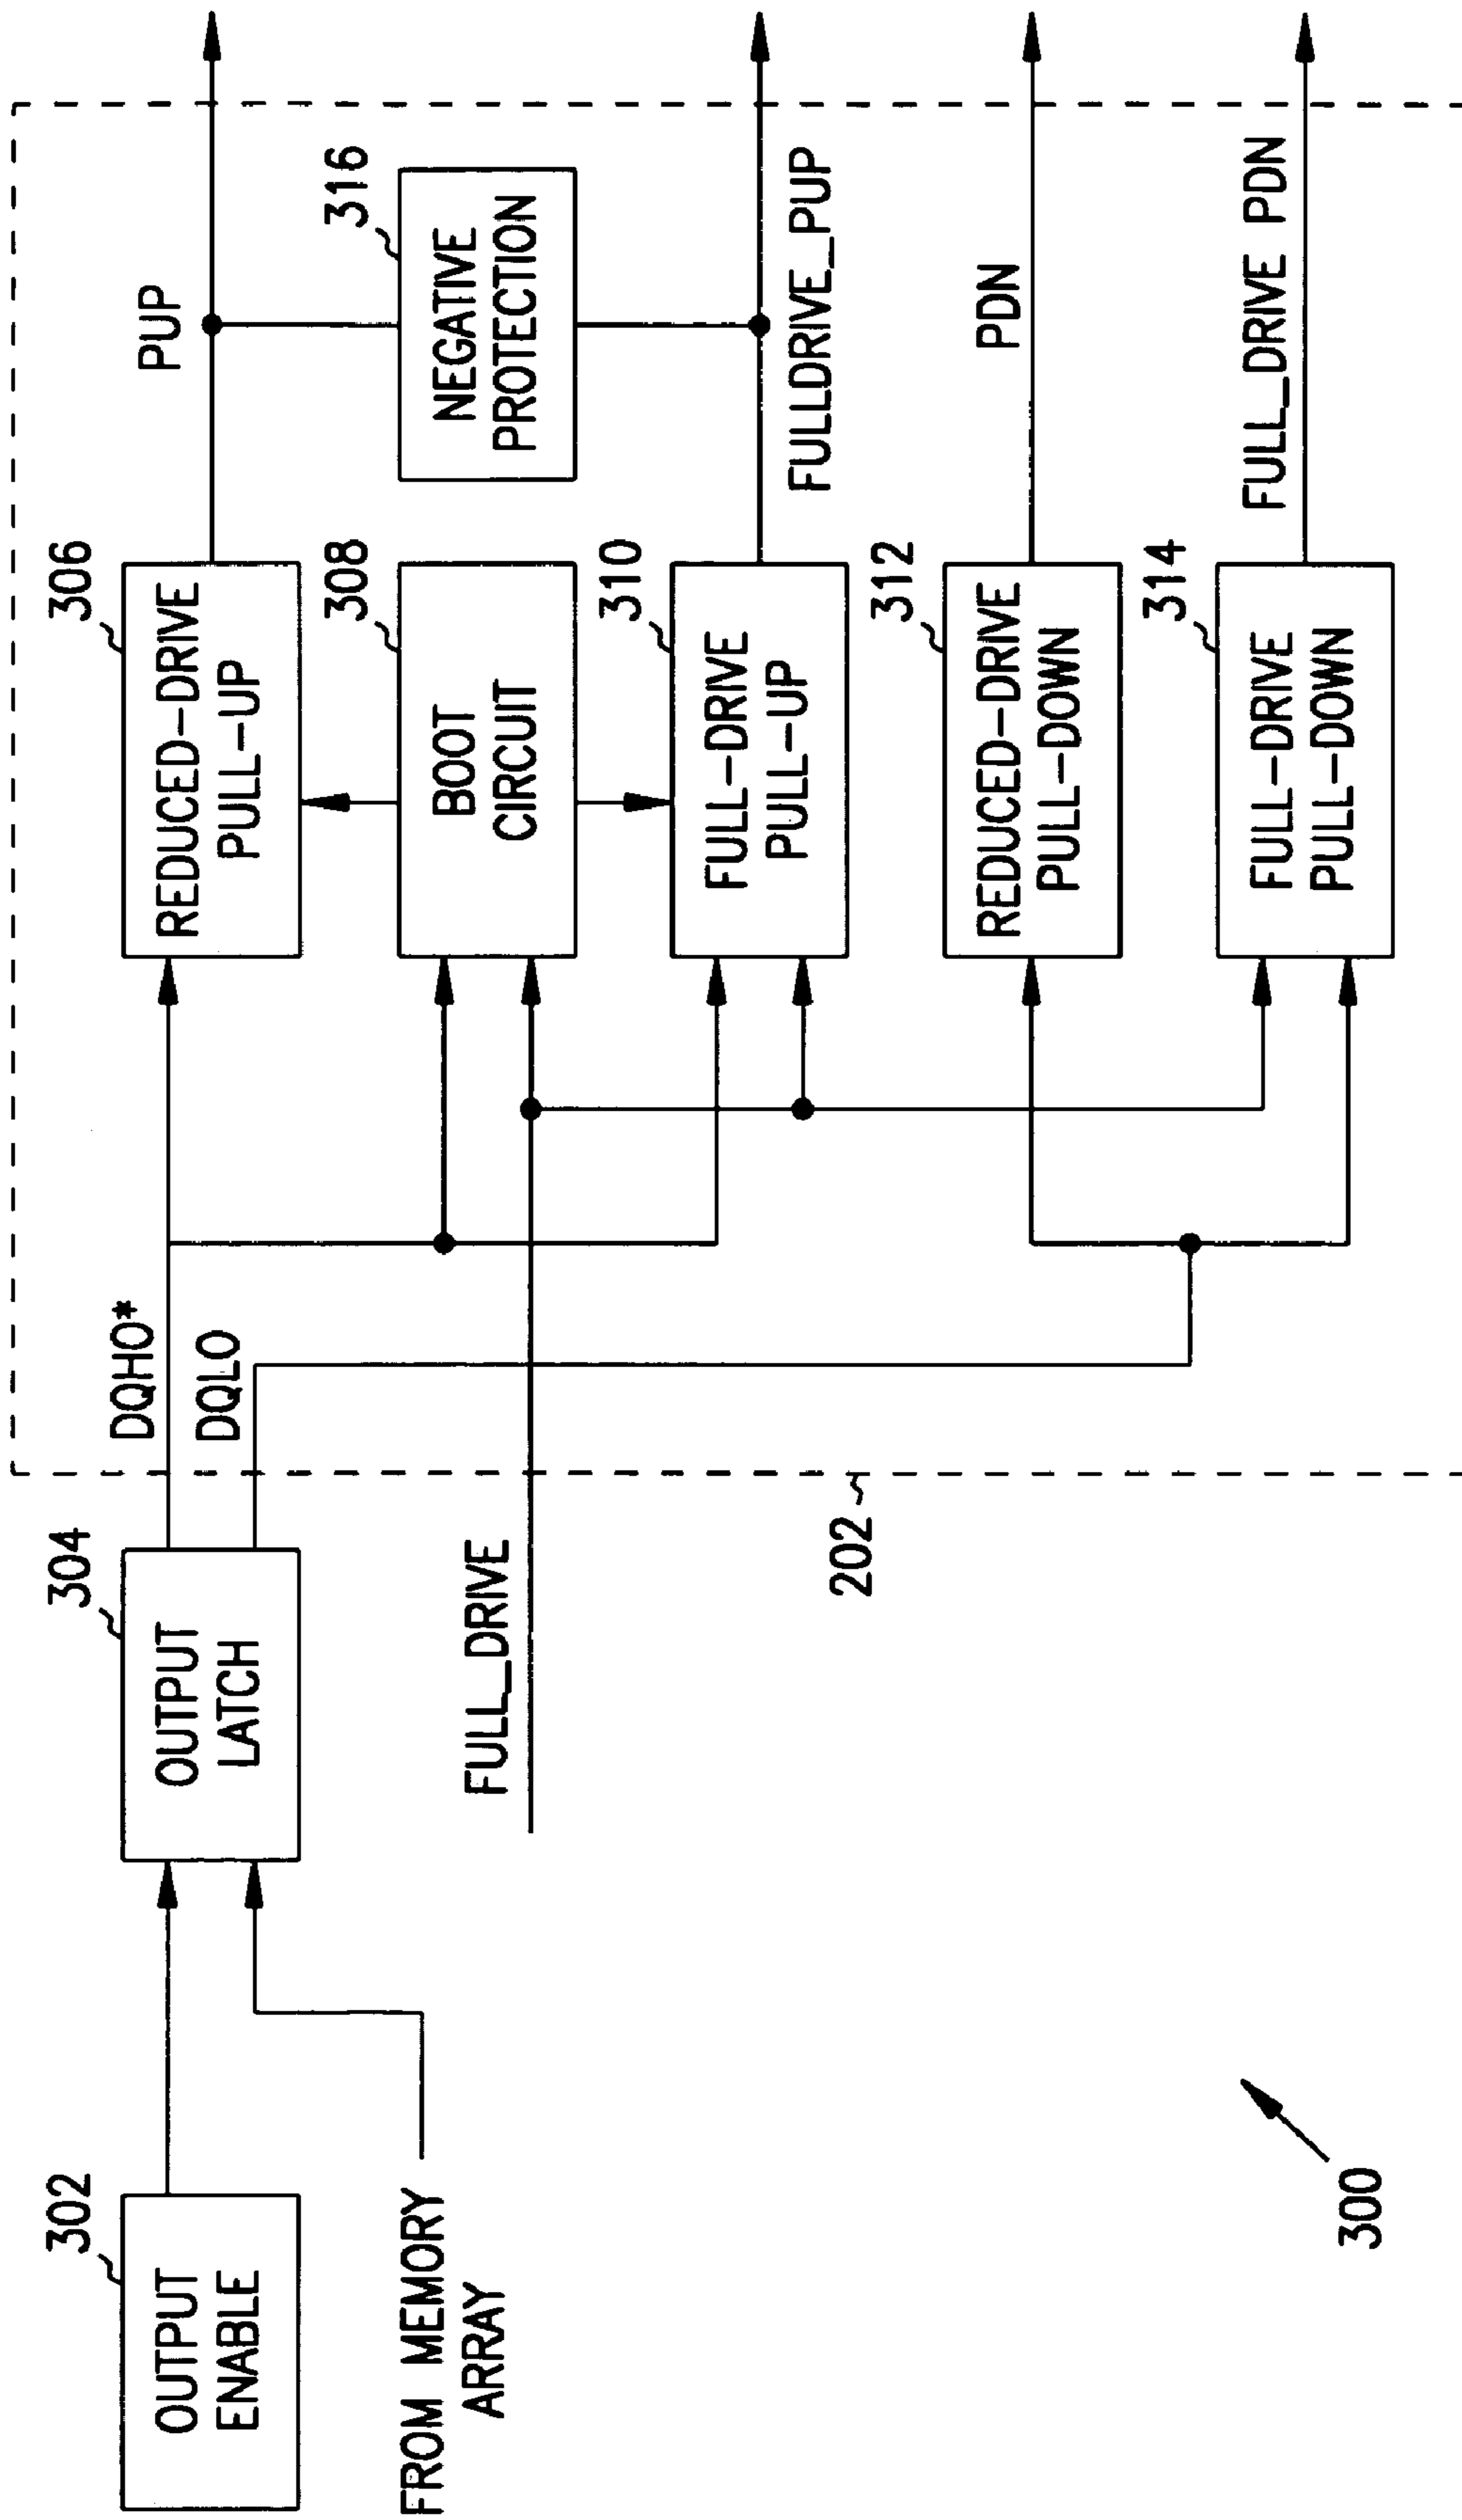 302
OUTPUT
ENABLE
FROM MEMORY
ARRAY
304
OUTPUT
LATCH
FULL_DRIVE
DQHO*
DQLO
202
306
REDUCED-DRIVE
PULL-UP
308
BOOT
CIRCUIT
310
FULL-DRIVE
PULL-UP
312
REDUCED-DRIVE
PULL-DOWN
314
FULL-DRIVE
PULL-DOWN
PUP
316
NEGATIVE
PROTECTION
FULLDRIVE_PUP
PDN
FULL_DRIVE PDN
300